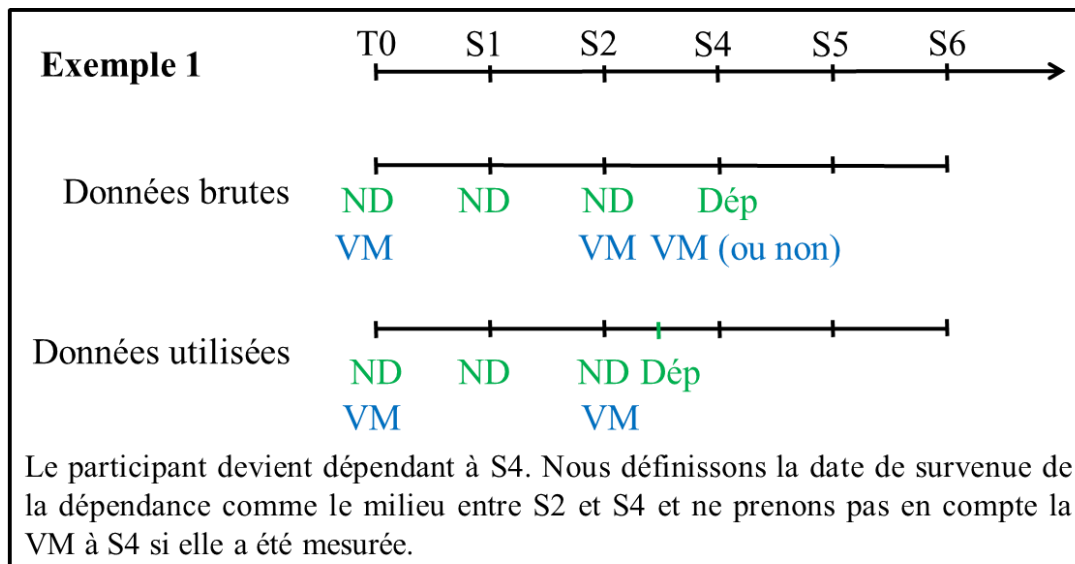 T0 S1 S2 S4 S5 S6
Exemple 1
Données brutes
ND ND ND Dép
VM VM VM (ou non)
Données utilisées
ND ND ND Dép
VM VM
Le participant devient dépendant à S4. Nous définissons la date de survenue de
la dépendance comme le milieu entre S2 et S4 et ne prenons pas en compte la
VM à S4 si elle a été mesurée.